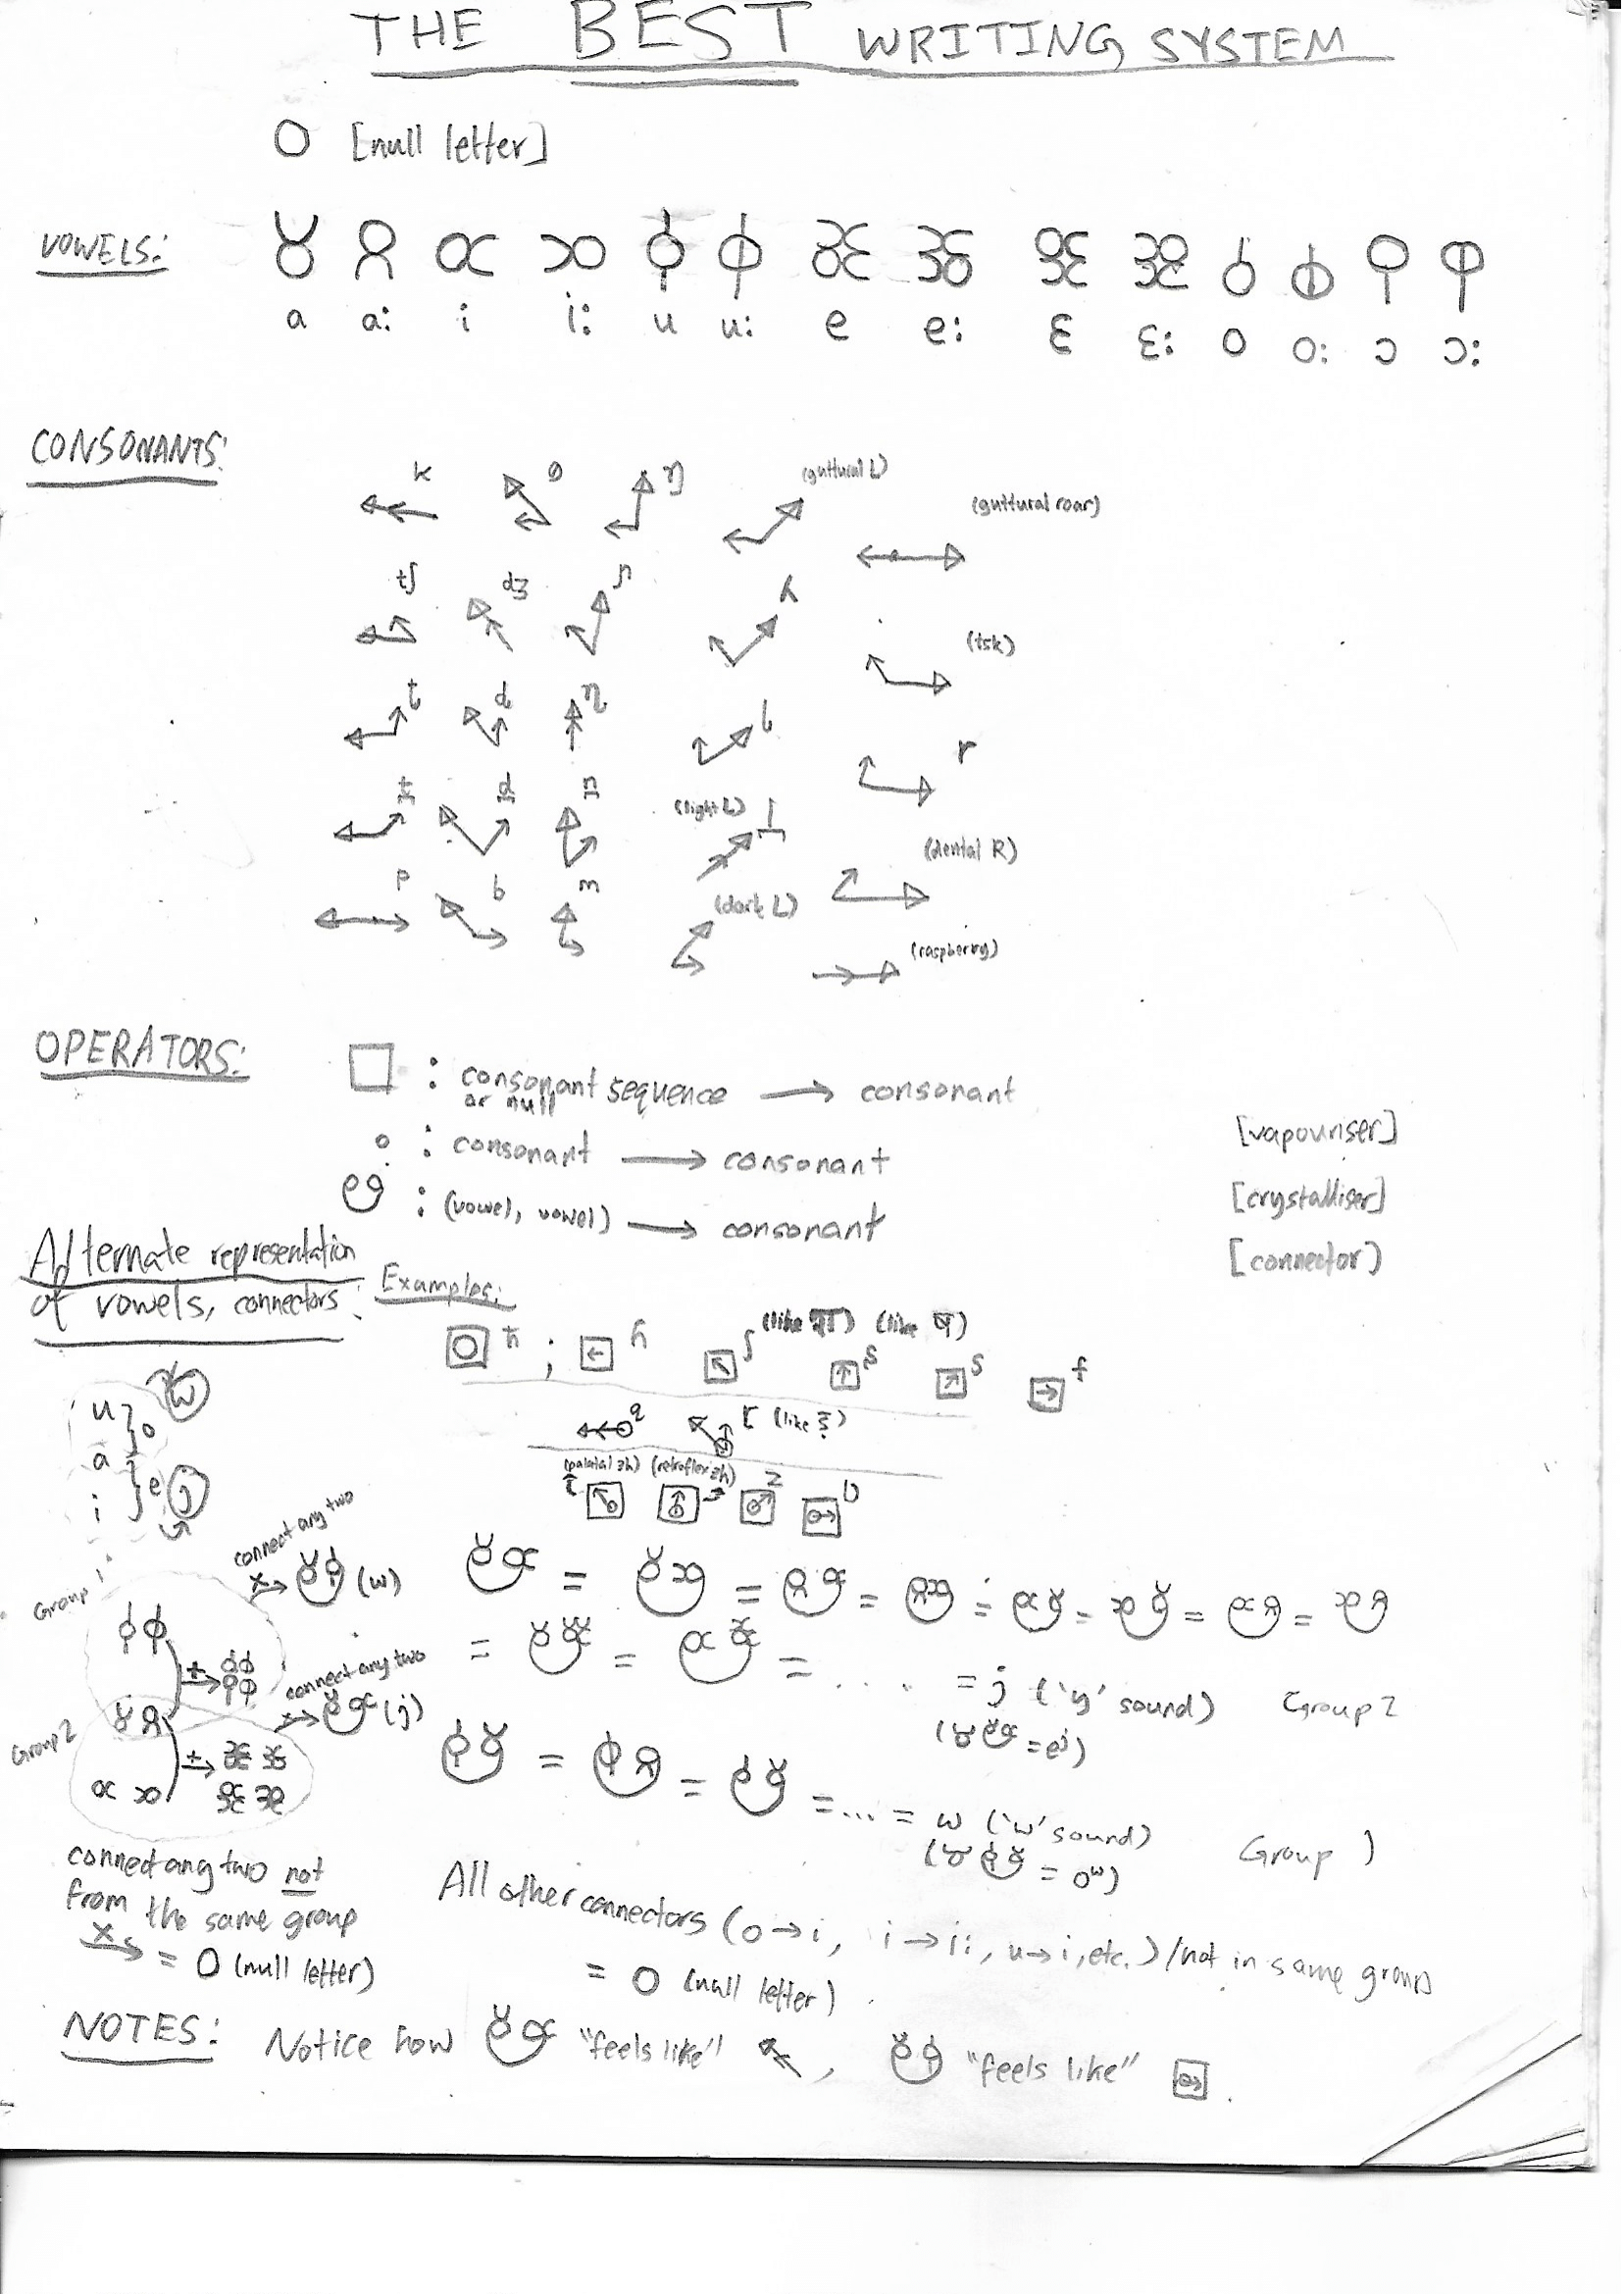 THE BEST WRITING SYSTEM
O [null letter]
VOWELS:
a a: i i: u u: e e: ɛ ɛ: o o: ɔ ɔ:
CONSONANTS:
k g ŋ (guttural L) (guttural roar)
tʃ dʒ ɲ ʎ (tsk)
t d η l r
t̪ d̪ n̪ (light L) l̪ (dental R)
p b m (dark L) (raspberry)
OPERATORS:
□ : consonant sequence → consonant
or null
[vapouriser]
o : consonant → consonant
[crystalliser]
: (vowel, vowel) → consonant
[connector)
Alternate representation
of vowels, connectors:
Examples:
ħ ; ɦ ʃ (like श) (like ष) s f
q ɽ (like ड़)
(palatal zh) (retroflex zh) z ʋ
u } o w
a
i } e j
connect any two
Group 1
x→ (w)
+→
connect any two
x→ (j)
Group 2
+→
= = = = = = =
= = = .... = j ('y' sound) Group 2
( = eʲ)
= = =... = w ('w' sound) Group 1
( = oʷ)
connect any two not
from the same group
x→ = O (null letter)
All other connectors (o→i, i→i:, u→i, etc.)/not in same group
= O (null letter).
NOTES: Notice how "feels like" , "feels like" .